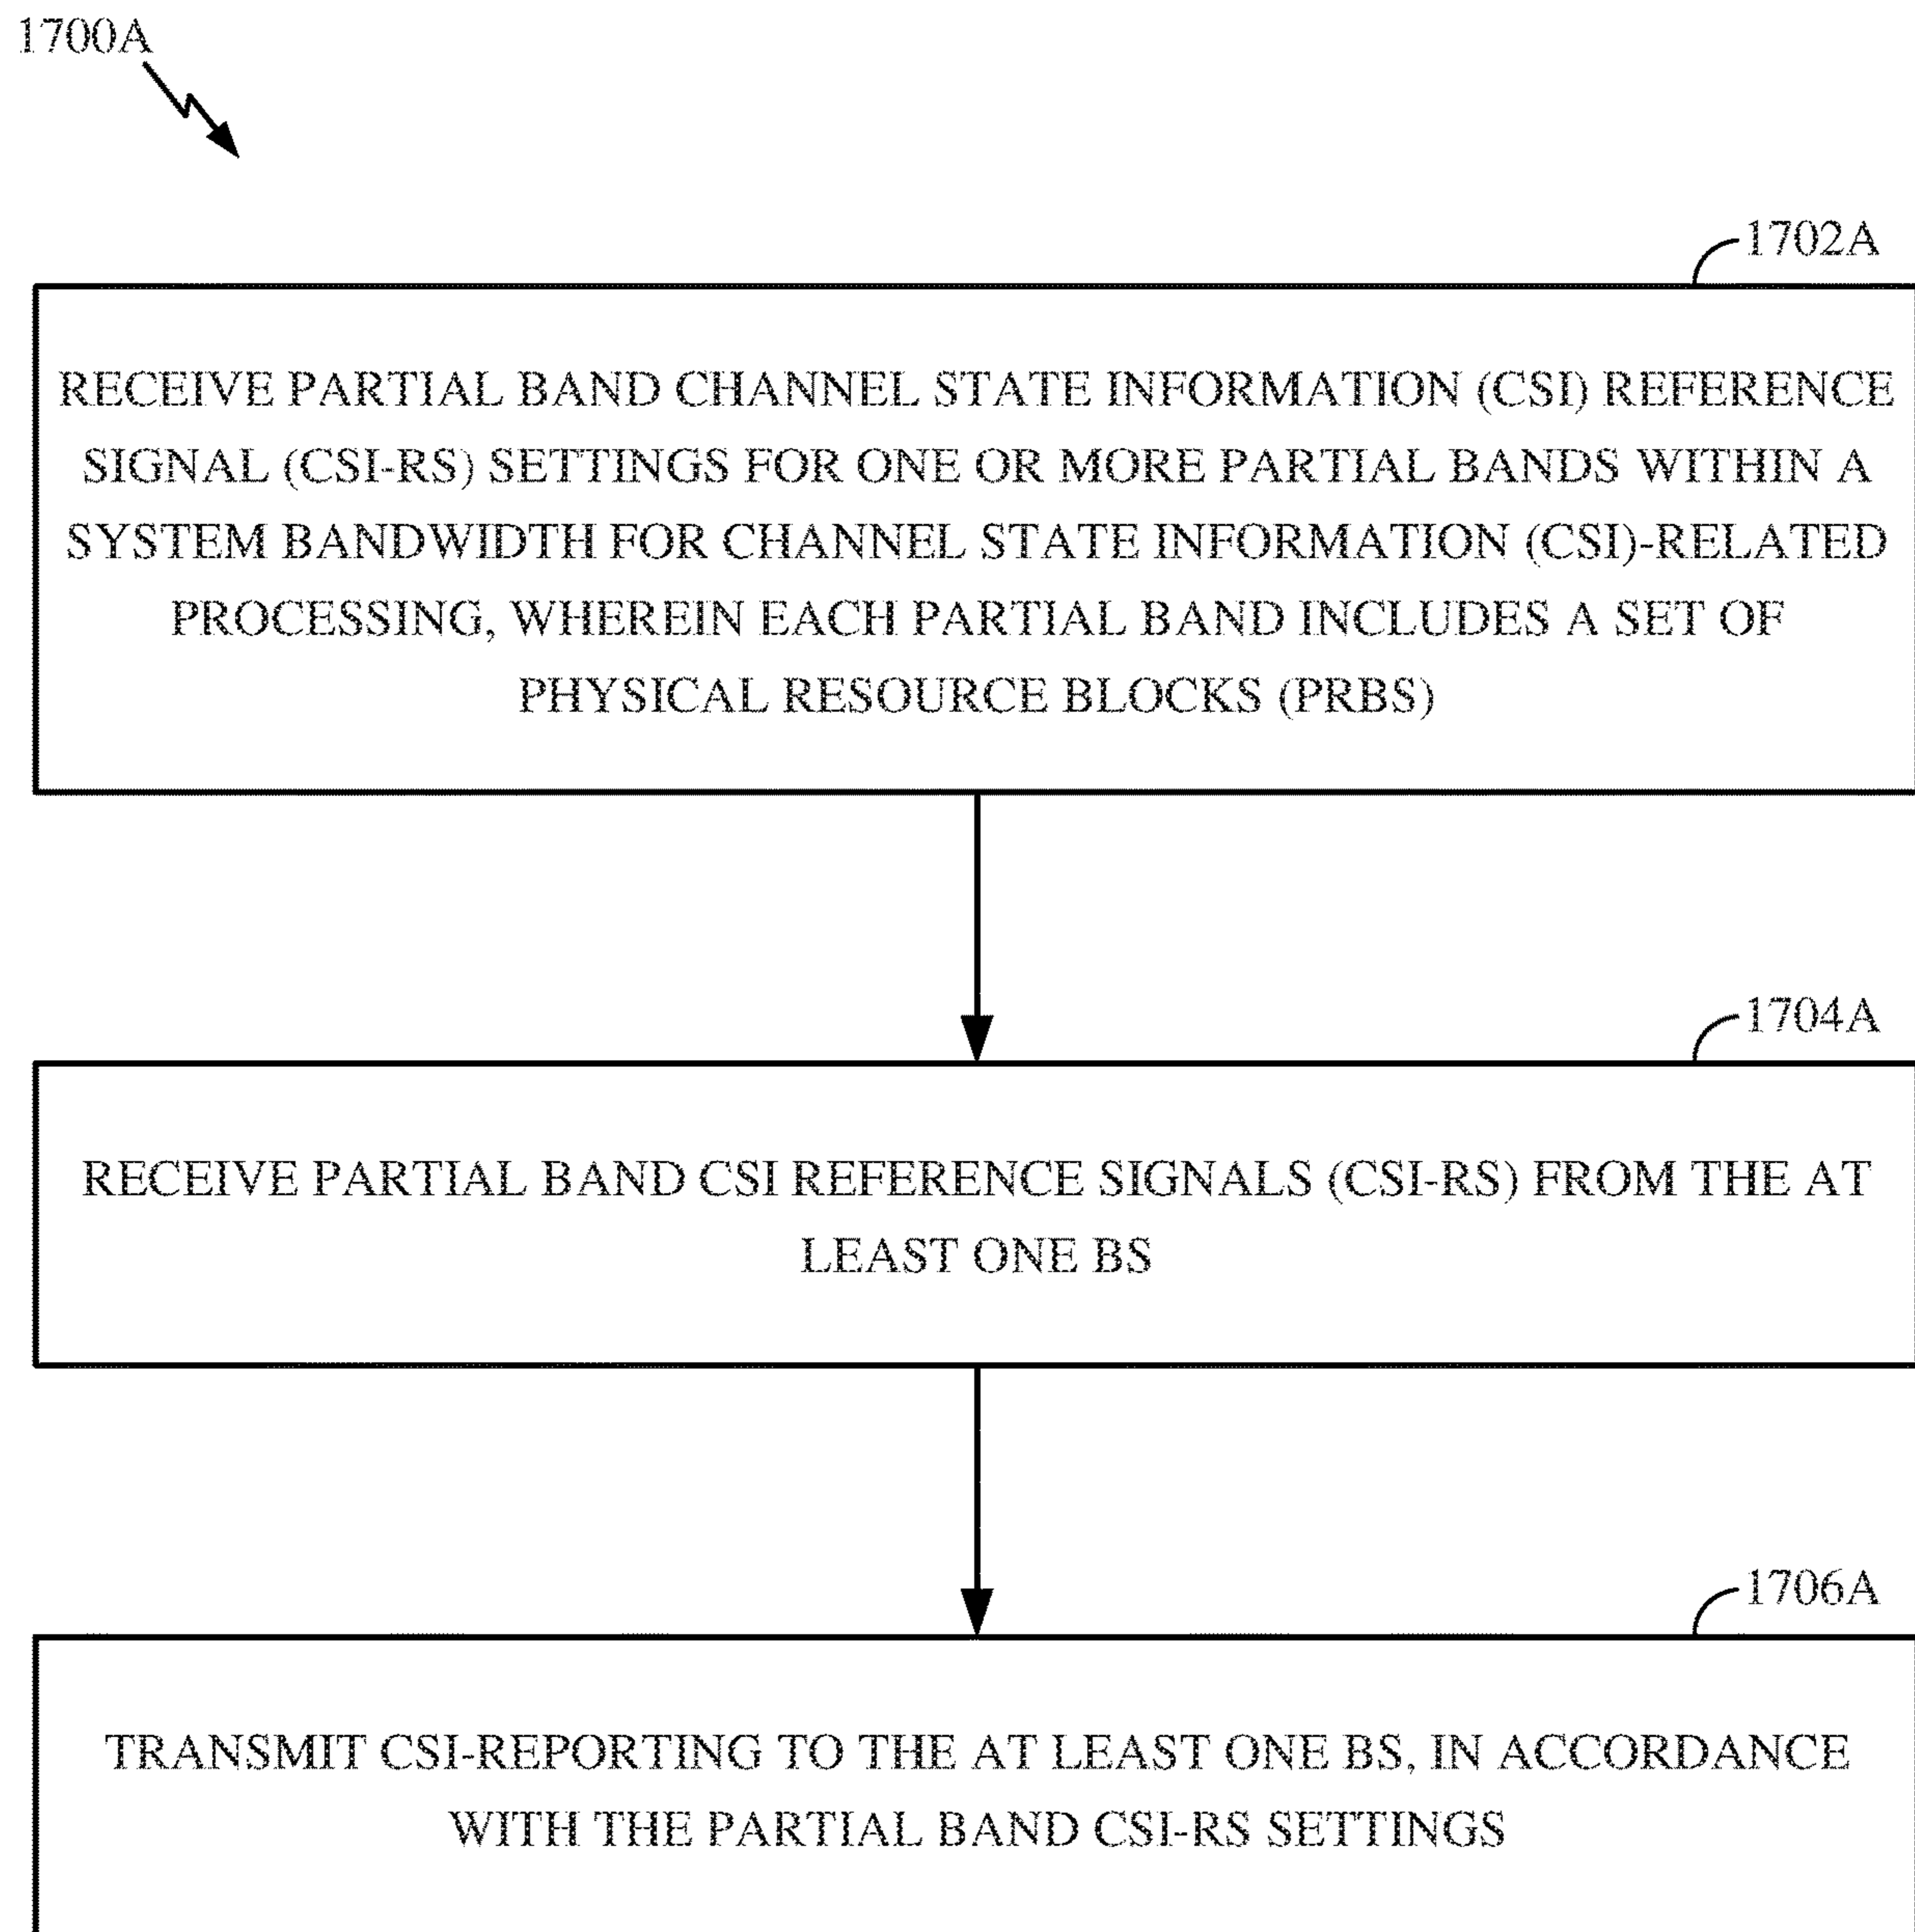 1700A
1702A
RECEIVE PARTIAL BAND CHANNEL STATE INFORMATION (CSI) REFERENCE
SIGNAL (CSI-RS) SETTINGS FOR ONE OR MORE PARTIAL BANDS WITHIN A
SYSTEM BANDWIDTH FOR CHANNEL STATE INFORMATION (CSI)-RELATED
PROCESSING, WHEREIN EACH PARTIAL BAND INCLUDES A SET OF
PHYSICAL RESOURCE BLOCKS (PRBS)
1704A
RECEIVE PARTIAL BAND CSI REFERENCE SIGNALS (CSI-RS) FROM THE AT
LEAST ONE BS
1706A
TRANSMIT CSI-REPORTING TO THE AT LEAST ONE BS, IN ACCORDANCE
WITH THE PARTIAL BAND CSI-RS SETTINGS